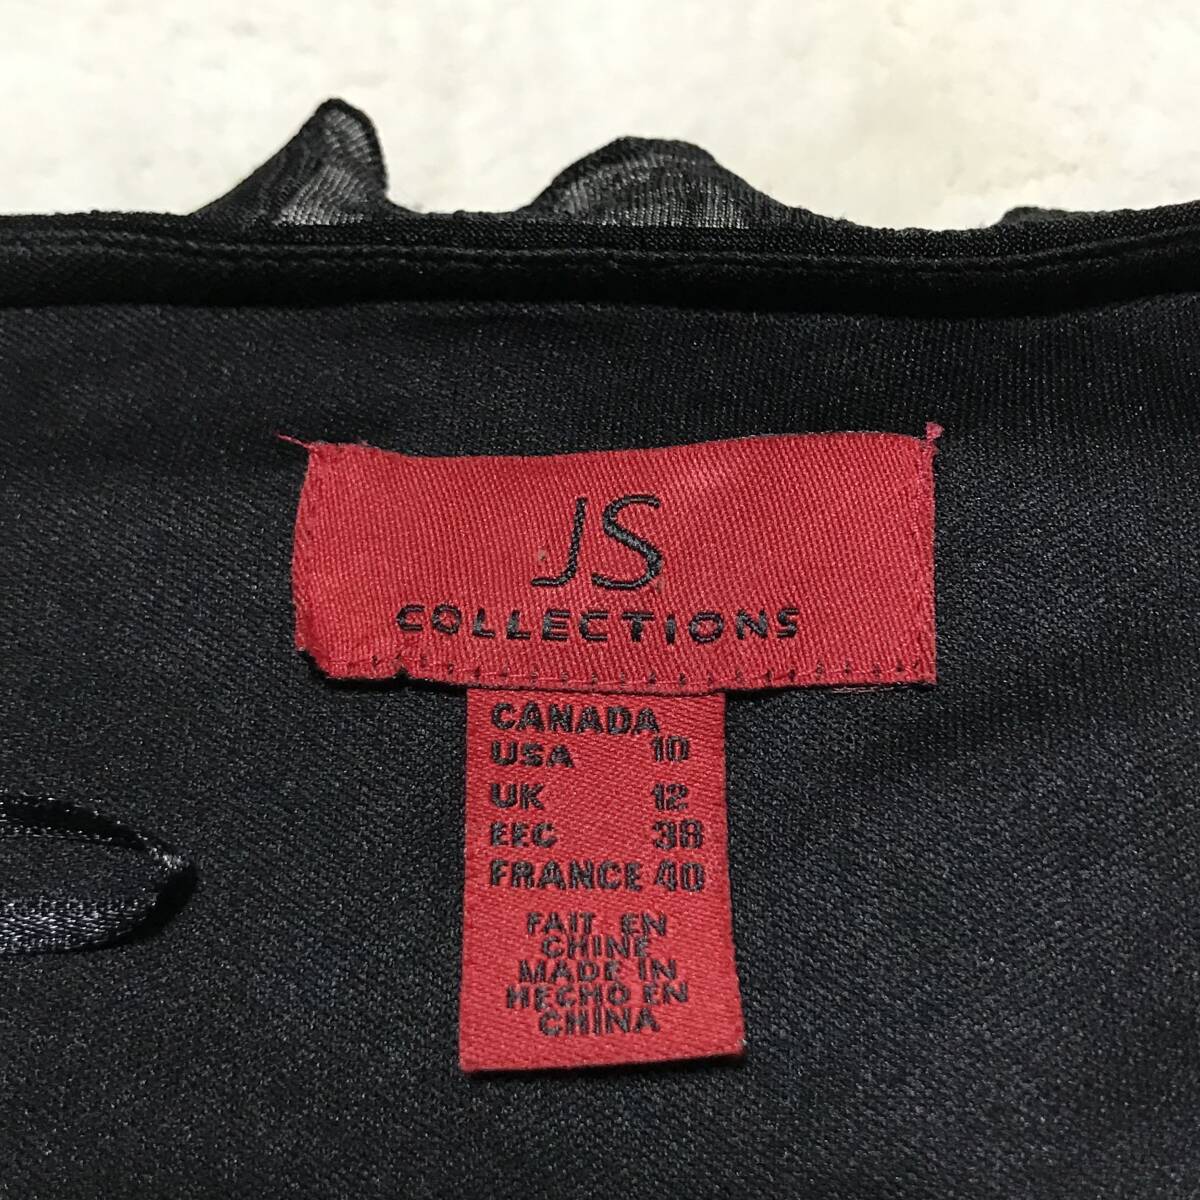 JS
COLLECTIONS
CANADA
USA 10
UK 12
EEC 38
FRANCE 40
FAIT EN
CHINE
MADE IN
HECHO EN
CHINA